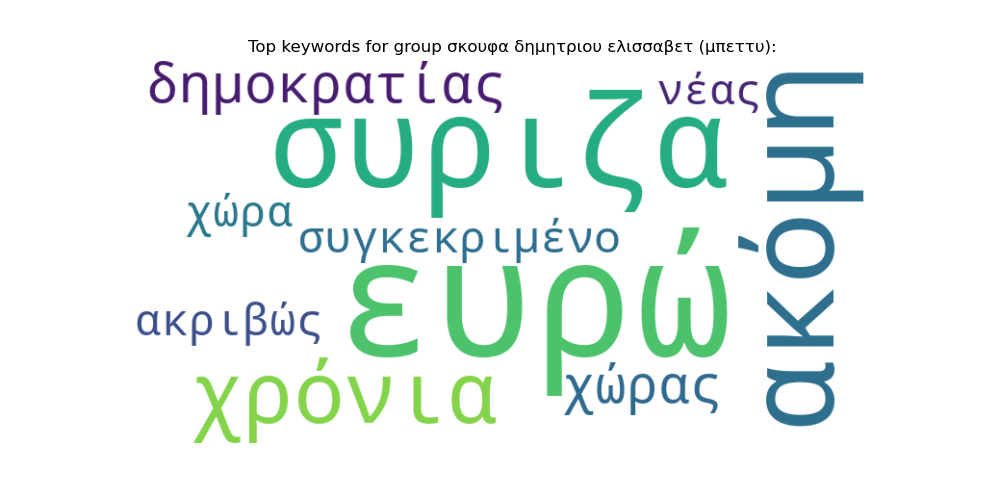 Top keywords for group σκουφα δημητριου ελισσαβετ (μπεττυ):
δημοκρατίας
νέας
συριζα
ακόμη
χώρα
συγκεκριμένο
ευρώ
ακριβώς
χρόνια
χώρας